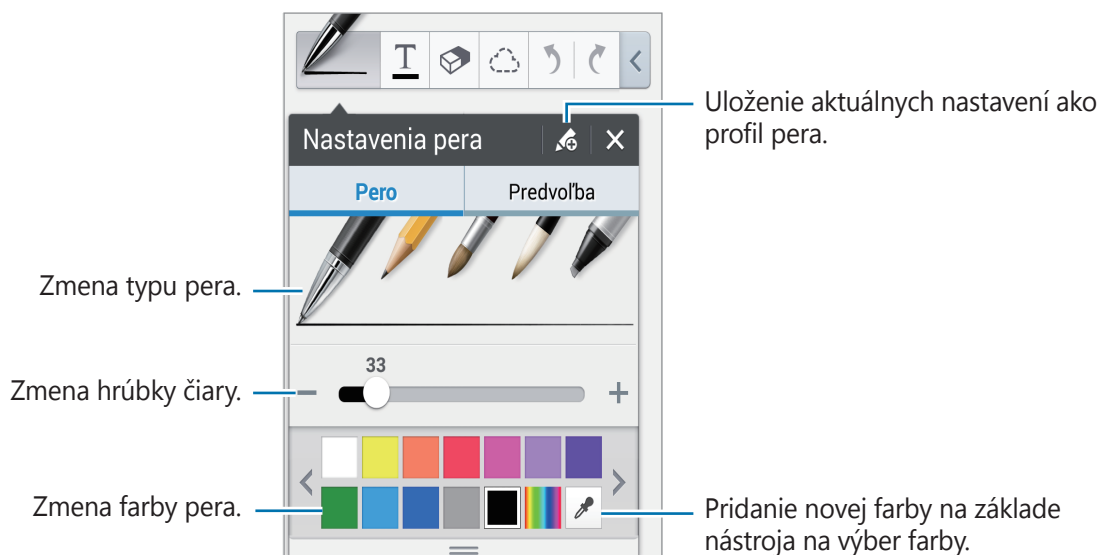 T
Uloženie aktuálnych nastavení ako
profil pera.
Nastavenia pera
Pero
Predvoľba
Zmena typu pera.
33
Zmena hrúbky čiary.
Zmena farby pera.
Pridanie novej farby na základe
nástroja na výber farby.